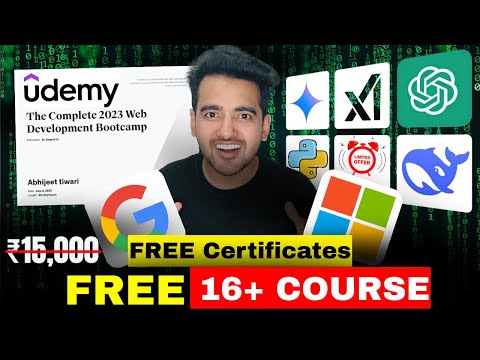 udemy
The Complete 2023 Web
Development Bootcamp
Abhijeet tiwari
LIMITED
OFFER
₹15,000
FREE Certificates
FREE 16+ COURSE